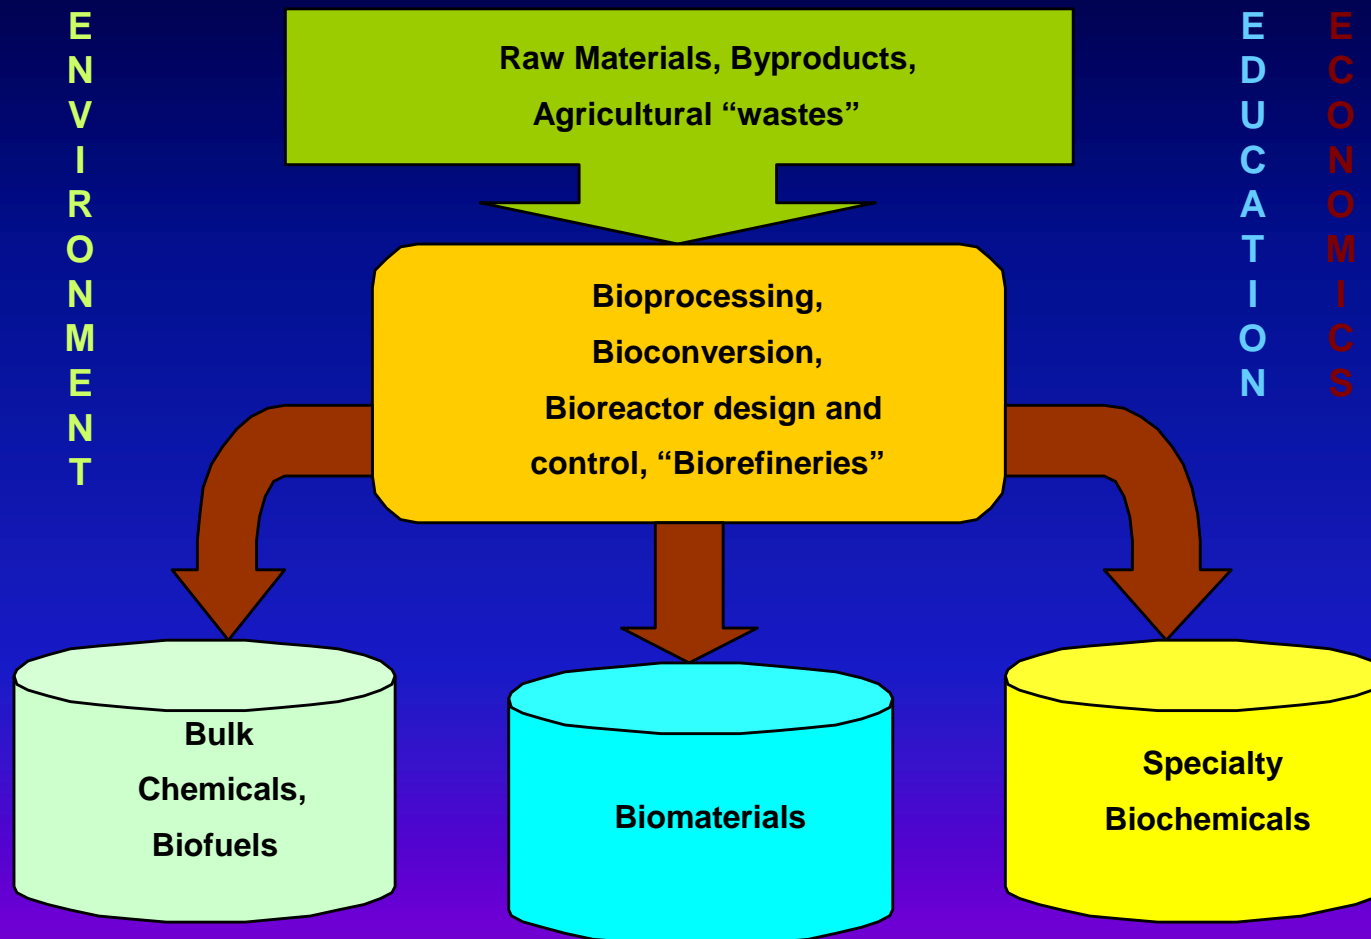 ENVIRONMENT
Raw Materials, Byproducts,
Agricultural “wastes”
EDUCATION
ECONOMICS
Bioprocessing,
Bioconversion,
Bioreactor design and
control, “Biorefineries”
Bulk
Chemicals,
Biofuels
Biomaterials
Specialty
Biochemicals